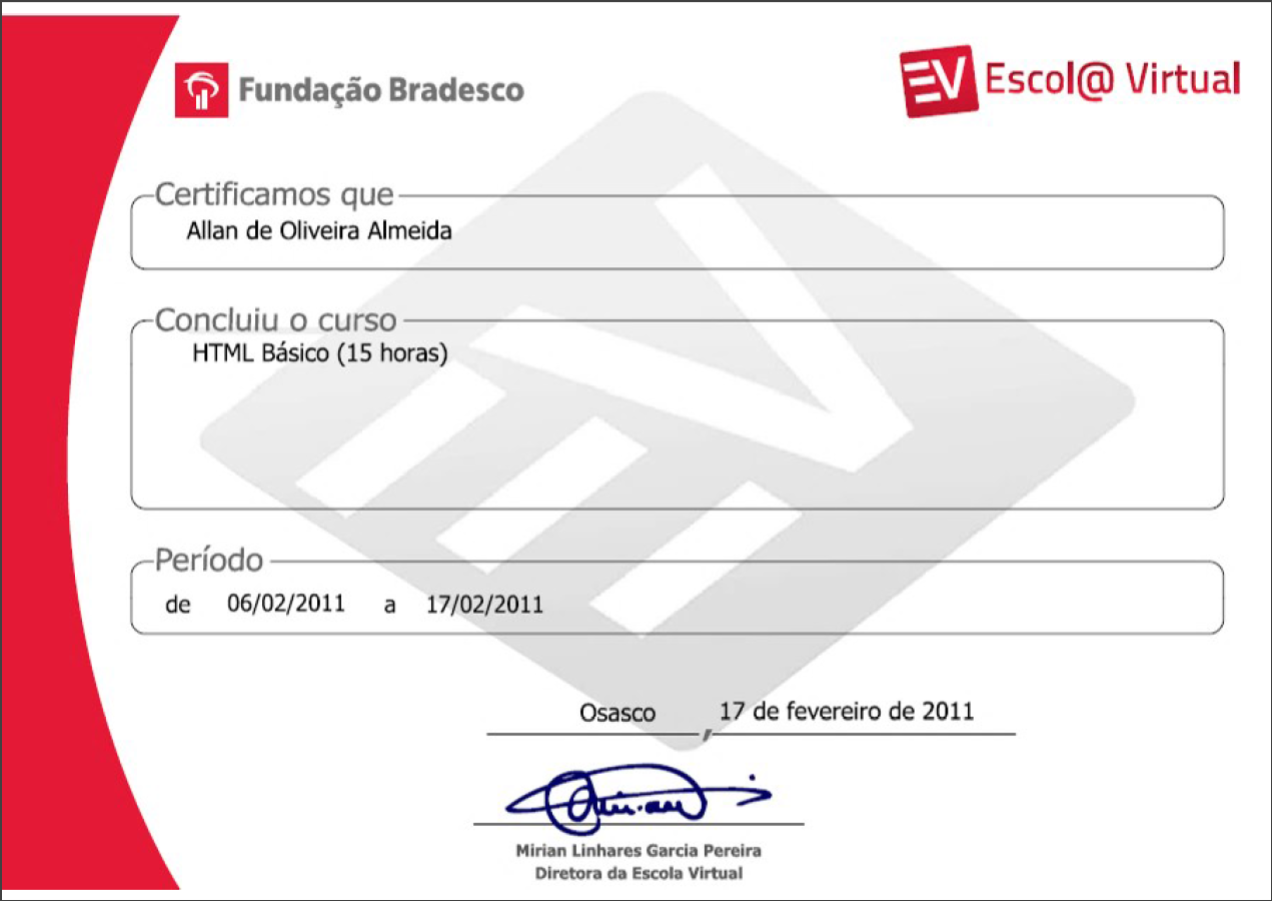 Fundação Bradesco
EV Escol@ Virtual
Certificamos que
Allan de Oliveira Almeida
Concluiu o curso
HTML Básico (15 horas)
EV
Período
de 06/02/2011 a 17/02/2011
Osasco, 17 de fevereiro de 2011
Mirian
Mirian Linhares Garcia Pereira
Diretora da Escola Virtual